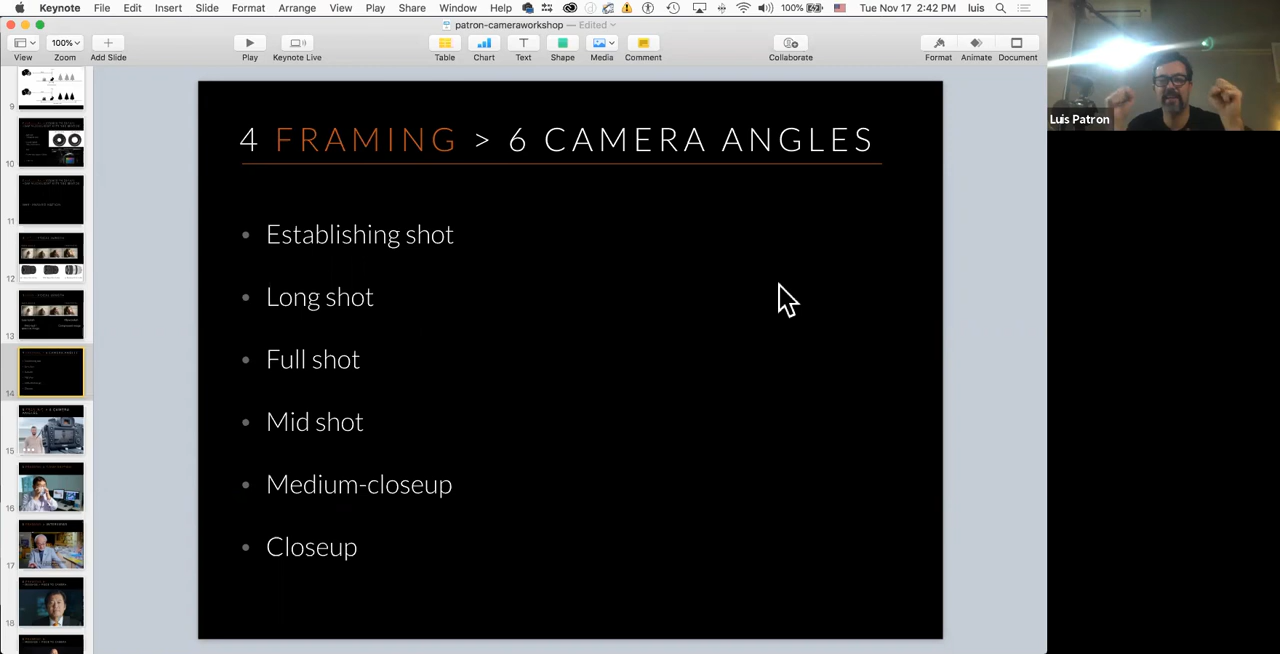 Keynote File Edit Insert Slide Format Arrange View Play Share Window Help 100% Tue Nov 17 2:42 PM luis
patron-cameraworkshop — Edited
100%
View Zoom Add Slide Play Keynote Live Table Chart Text Shape Media Comment Collaborate Format Animate Document
Luis Patron
9
10
11
12
13
14
15
16
17
18
4 FRAMING > 6 CAMERA ANGLES
• Establishing shot
• Long shot
• Full shot
• Mid shot
• Medium-closeup
• Closeup